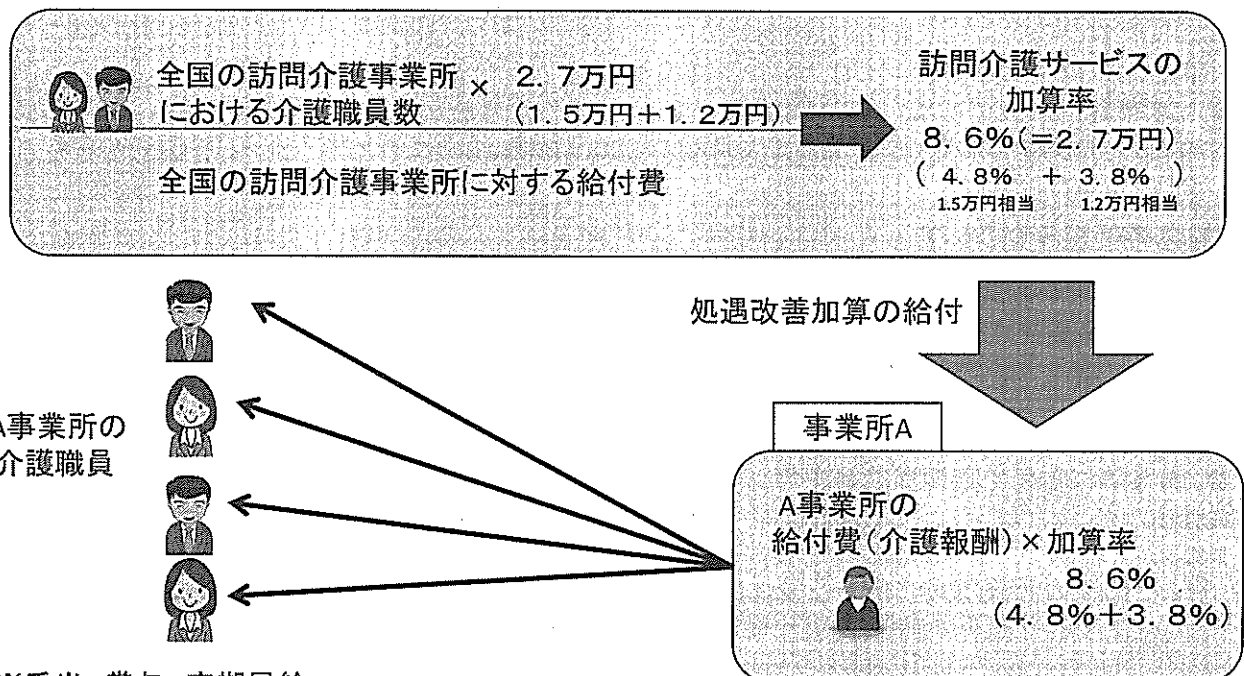 全国の訪問介護事業所
における介護職員数
×
2.7万円
(1.5万円+1.2万円)
全国の訪問介護事業所に対する給付費
訪問介護サービスの
加算率
8.6%(=2.7万円)
(4.8% + 3.8%)
1.5万円相当 1.2万円相当
処遇改善加算の給付
A事業所の
介護職員
事業所A
A事業所の
給付費(介護報酬)×加算率
8.6%
(4.8%+3.8%)